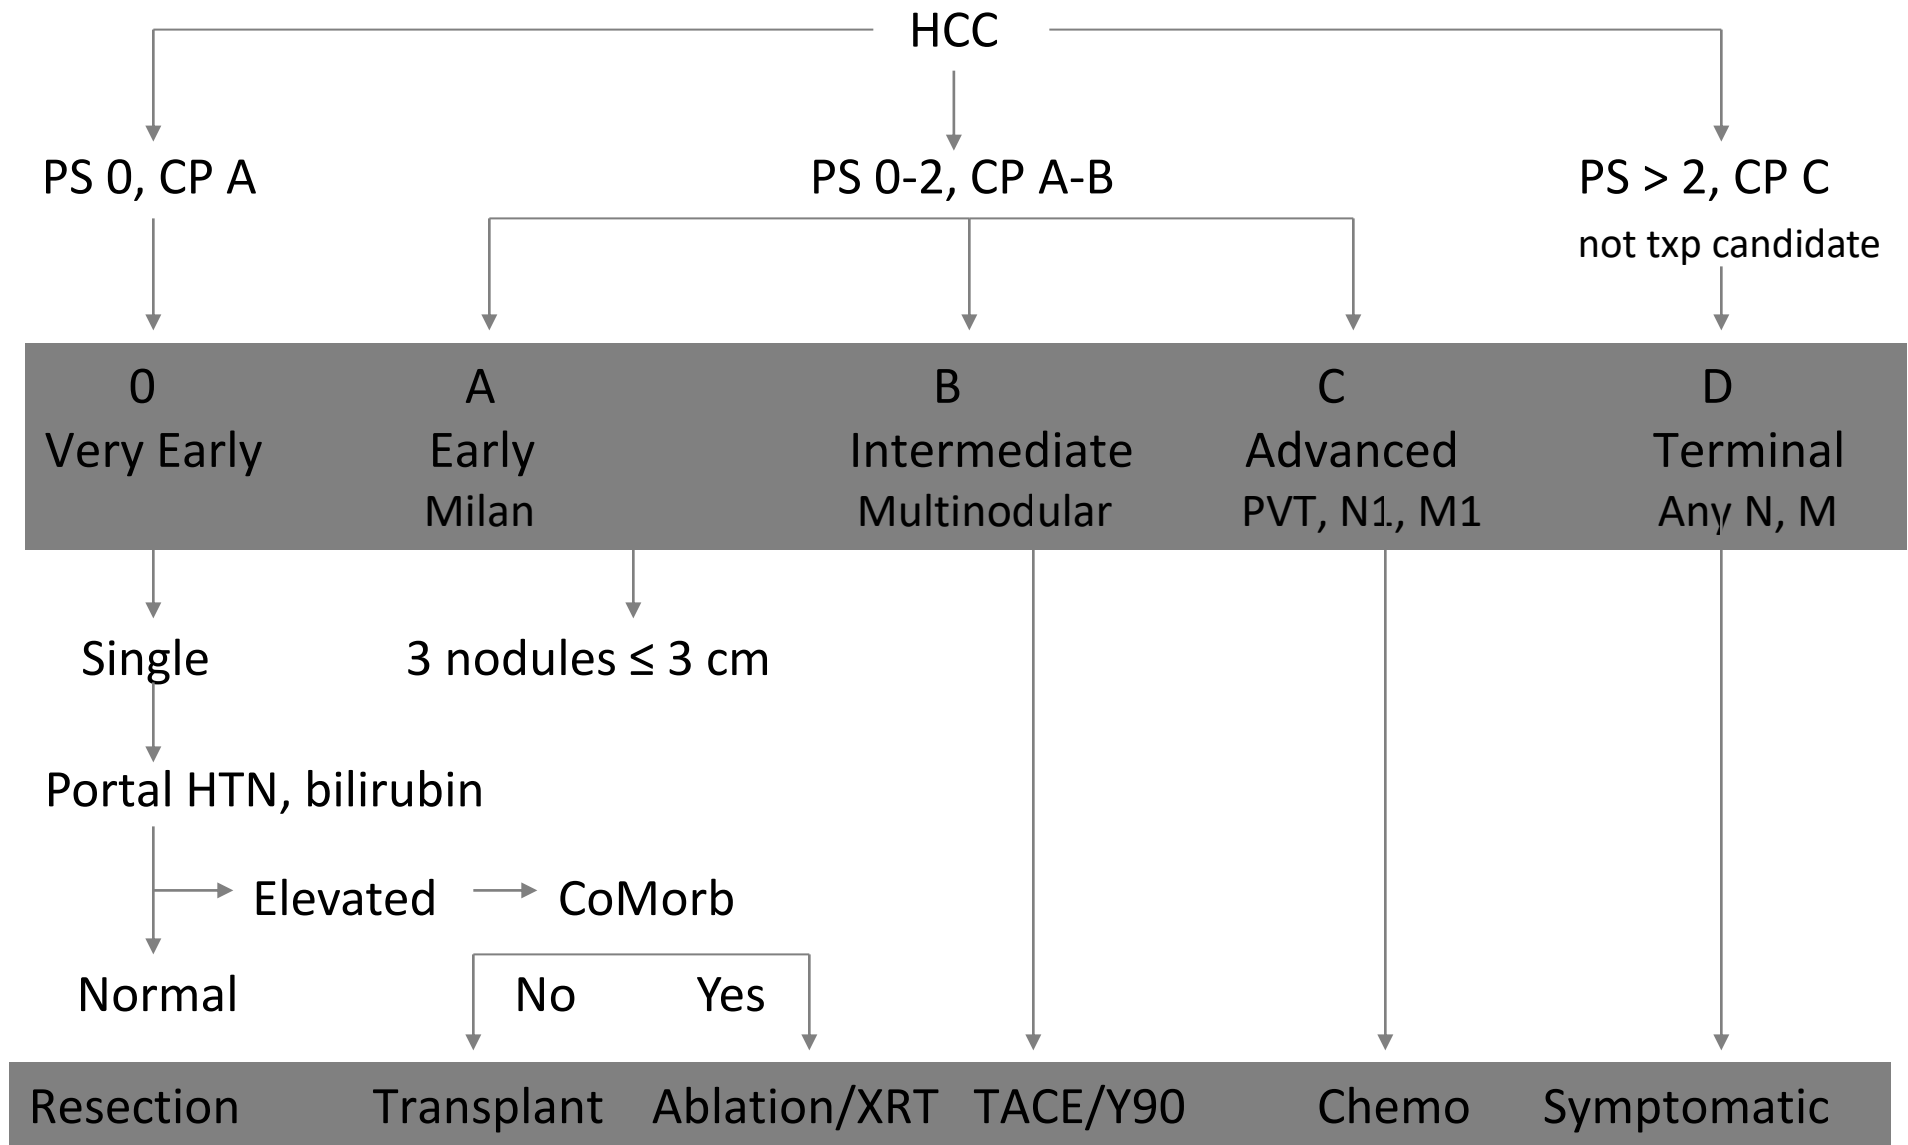 HCC
PS 0, CP A
PS 0-2, CP A-B
PS > 2, CP C
not txp candidate
0
A
B
C
D
Very Early
Early
Intermediate
Advanced
Terminal
Milan
Multinodular
PVT, N1, M1
Any N, M
Single
3 nodules ≤ 3 cm
Portal HTN, bilirubin
Elevated
CoMorb
Normal
No
Yes
Resection
Transplant
Ablation/XRT
TACE/Y90
Chemo
Symptomatic